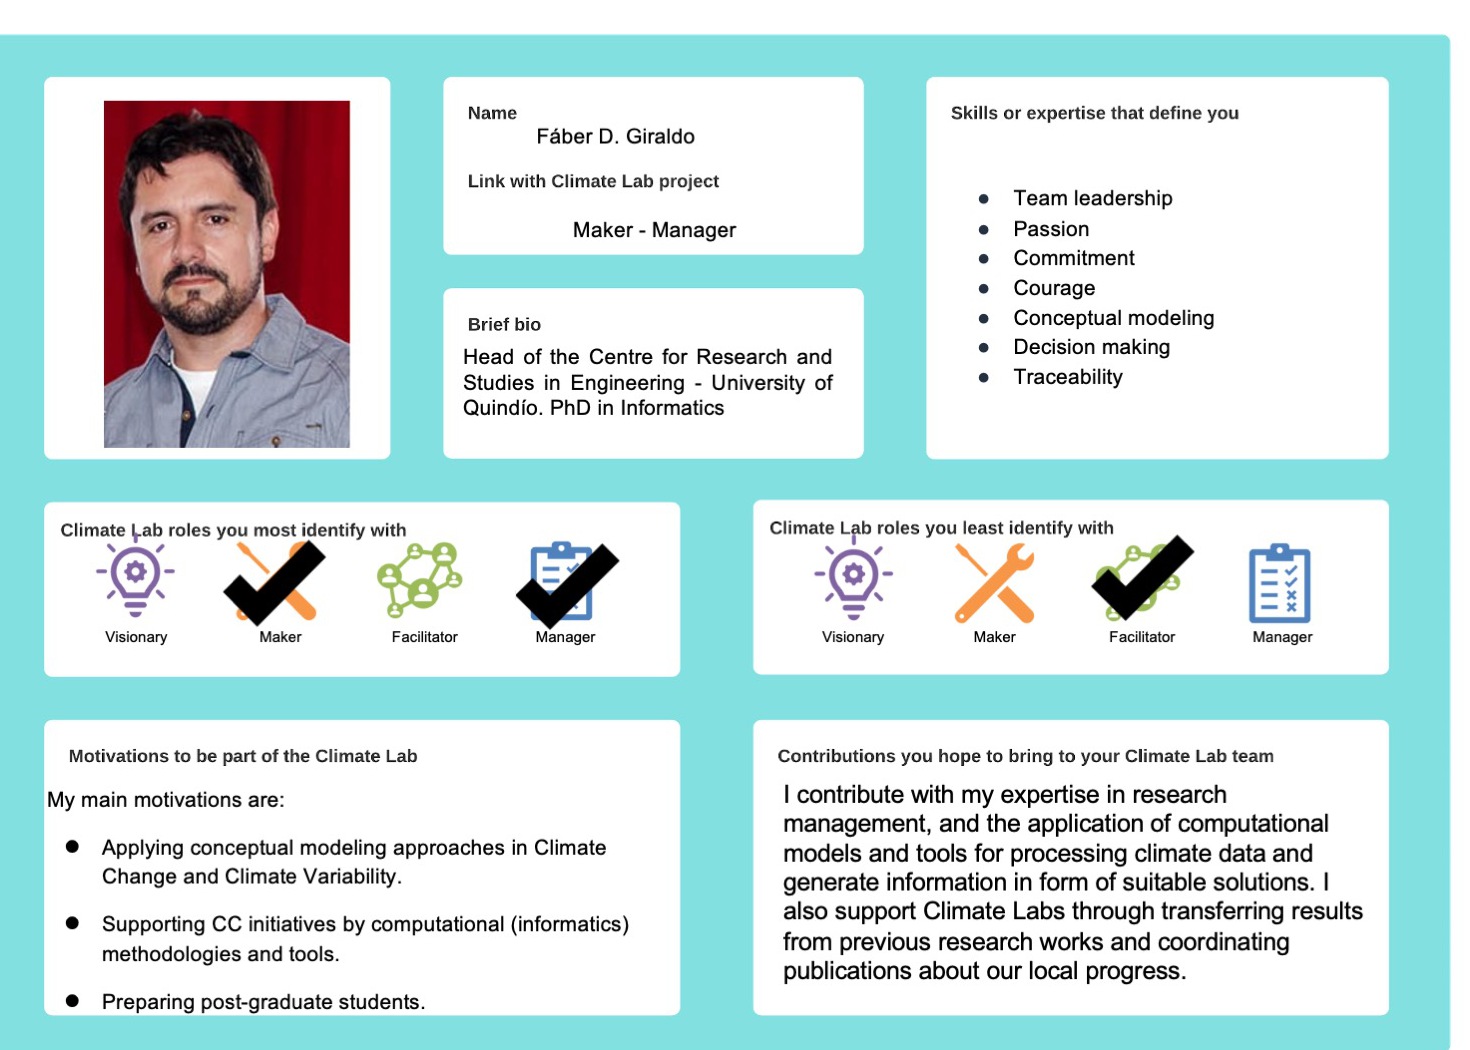 Name
Fáber D. Giraldo
Link with Climate Lab project
Maker - Manager
Brief bio
Head of the Centre for Research and
Studies in Engineering - University of
Quindío. PhD in Informatics
Skills or expertise that define you
● Team leadership
● Passion
● Commitment
● Courage
● Conceptual modeling
● Decision making
● Traceability
Climate Lab roles you most identify with
Visionary Maker Facilitator Manager
Climate Lab roles you least identify with
Visionary Maker Facilitator Manager
Motivations to be part of the Climate Lab
My main motivations are:
● Applying conceptual modeling approaches in Climate
Change and Climate Variability.
● Supporting CC initiatives by computational (informatics)
methodologies and tools.
● Preparing post-graduate students.
Contributions you hope to bring to your Climate Lab team
I contribute with my expertise in research
management, and the application of computational
models and tools for processing climate data and
generate information in form of suitable solutions. I
also support Climate Labs through transferring results
from previous research works and coordinating
publications about our local progress.